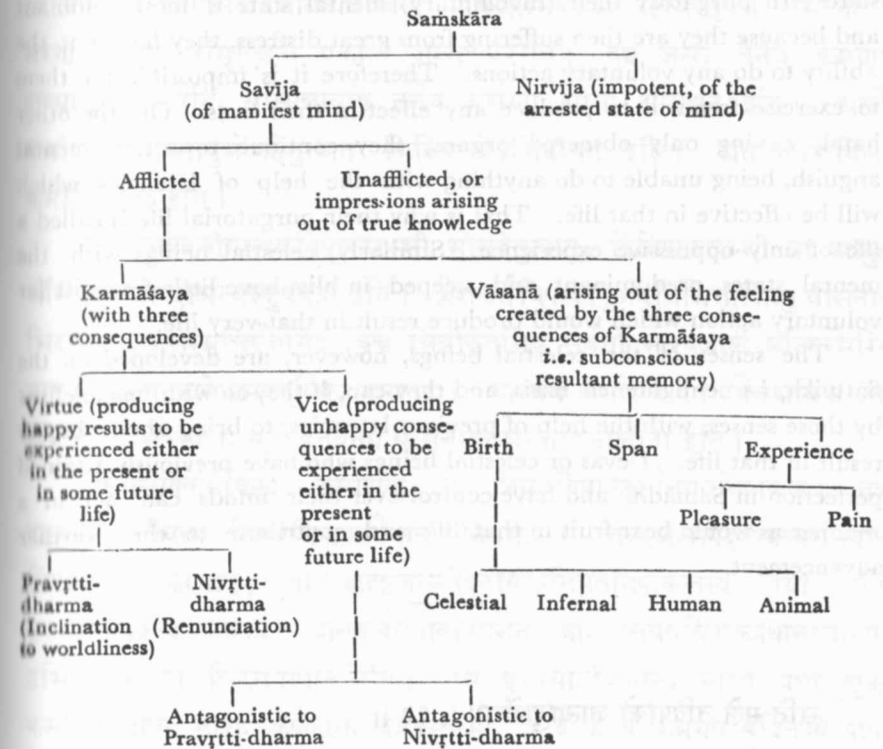 Saṁskāra
Savīja
(of manifest mind)
Nirvīja (impotent, of the
arrested state of mind)
Afflicted
Unafflicted, or
impressions arising
out of true knowledge
Karmāśaya
(with three
consequences)
Vāsanā (arising out of the feeling
created by the three conse-
quences of Karmāśaya
i.e. subconscious
resultant memory)
Virtue (producing
happy results to be
experienced either
in the present or
in some future
life)
Vice (producing
unhappy conse-
quences to be
experienced
either in the
present
or in some
future life)
Birth
Span
Experience
Pleasure
Pain
Pravṛtti-
dharma
(Inclination
to worldliness)
Nivṛtti-
dharma
(Renunciation)
Celestial
Infernal
Human
Animal
Antagonistic to
Pravṛtti-dharma
Antagonistic to
Nivṛtti-dharma